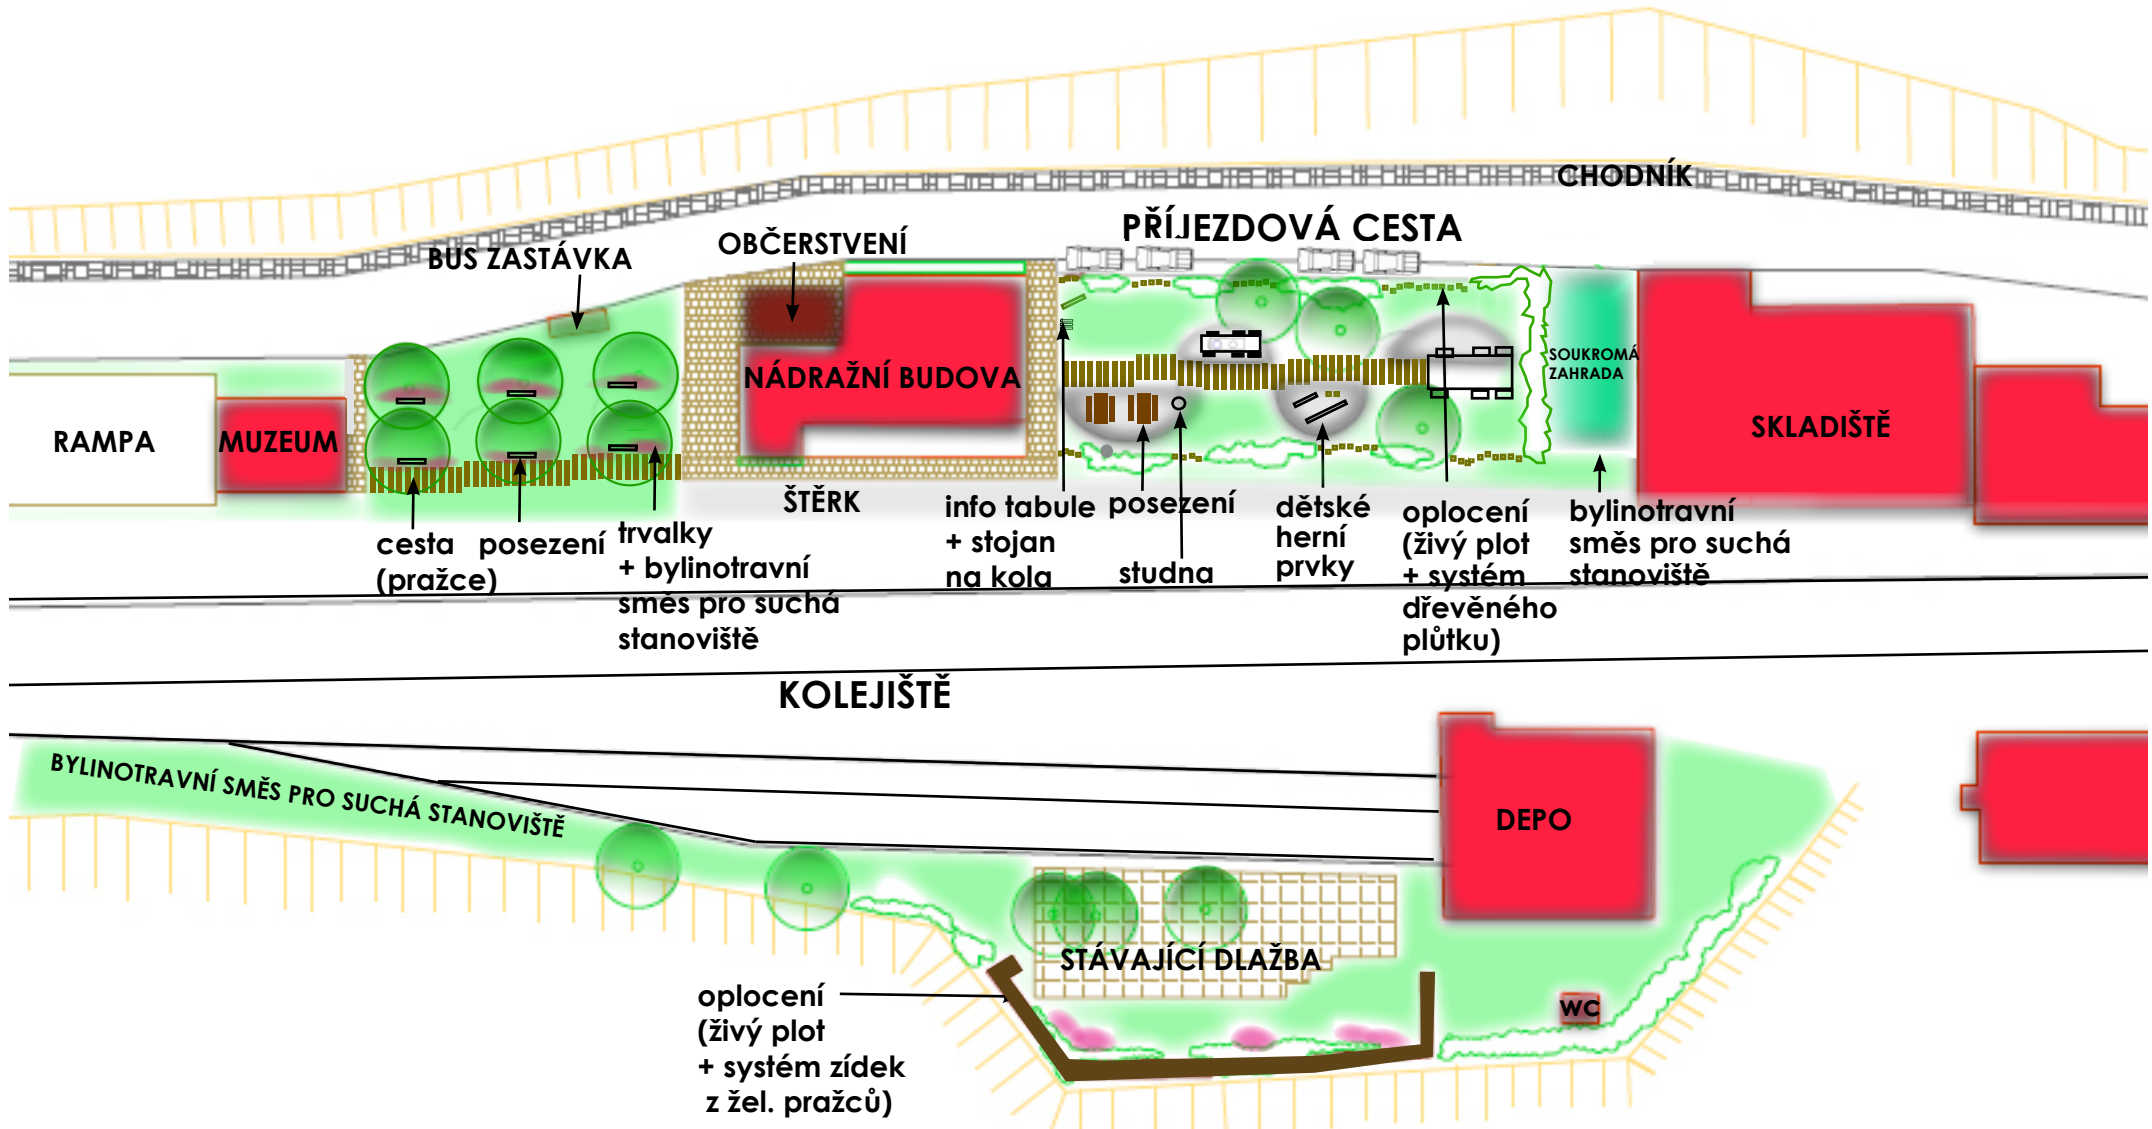 CHODNÍK
PŘÍJEZDOVÁ CESTA
OBČERSTVENÍ
BUS ZASTÁVKA
SOUKROMÁ
ZAHRADA
NÁDRAŽNÍ BUDOVA
RAMPA
MUZEUM
SKLADIŠTĚ
ŠTĚRK
cesta
(pražce)
posezení
trvalky
+ bylinotravní
směs pro suchá
stanoviště
info tabule
+ stojan
na kola
posezení
studna
dětské
herní
prvky
oplocení
(živý plot
+ systém
dřevěného
plůtku)
bylinotravní
směs pro suchá
stanoviště
KOLEJIŠTĚ
BYLINOTRAVNÍ SMĚS PRO SUCHÁ STANOVIŠTĚ
DEPO
STÁVAJÍCÍ DLAŽBA
WC
oplocení
(živý plot
+ systém zídek
z žel. pražců)